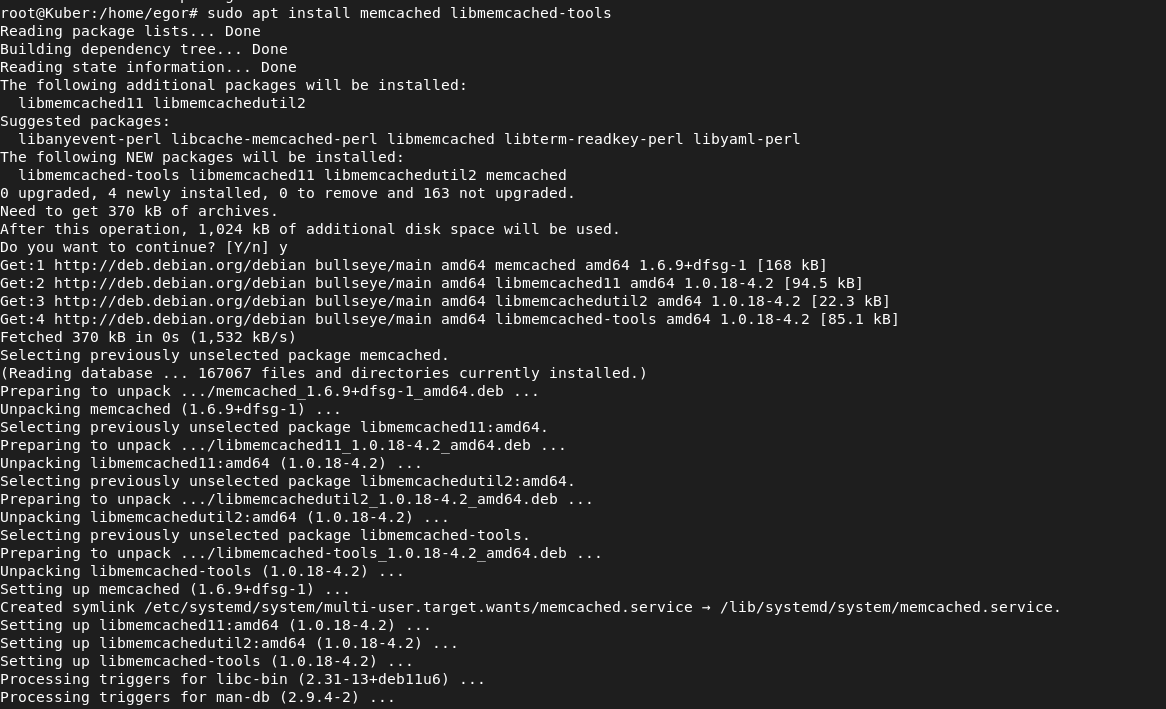 root@Kuber:/home/egor# sudo apt install memcached libmemcached-tools
Reading package lists... Done
Building dependency tree... Done
Reading state information... Done
The following additional packages will be installed:
  libmemcached11 libmemcachedutil2
Suggested packages:
  libanyevent-perl libcache-memcached-perl libmemcached libterm-readkey-perl libyaml-perl
The following NEW packages will be installed:
  libmemcached-tools libmemcached11 libmemcachedutil2 memcached
0 upgraded, 4 newly installed, 0 to remove and 163 not upgraded.
Need to get 370 kB of archives.
After this operation, 1,024 kB of additional disk space will be used.
Do you want to continue? [Y/n] y
Get:1 http://deb.debian.org/debian bullseye/main amd64 memcached amd64 1.6.9+dfsg-1 [168 kB]
Get:2 http://deb.debian.org/debian bullseye/main amd64 libmemcached11 amd64 1.0.18-4.2 [94.5 kB]
Get:3 http://deb.debian.org/debian bullseye/main amd64 libmemcachedutil2 amd64 1.0.18-4.2 [22.3 kB]
Get:4 http://deb.debian.org/debian bullseye/main amd64 libmemcached-tools amd64 1.0.18-4.2 [85.1 kB]
Fetched 370 kB in 0s (1,532 kB/s)
Selecting previously unselected package memcached.
(Reading database ... 167067 files and directories currently installed.)
Preparing to unpack .../memcached_1.6.9+dfsg-1_amd64.deb ...
Unpacking memcached (1.6.9+dfsg-1) ...
Selecting previously unselected package libmemcached11:amd64.
Preparing to unpack .../libmemcached11_1.0.18-4.2_amd64.deb ...
Unpacking libmemcached11:amd64 (1.0.18-4.2) ...
Selecting previously unselected package libmemcachedutil2:amd64.
Preparing to unpack .../libmemcachedutil2_1.0.18-4.2_amd64.deb ...
Unpacking libmemcachedutil2:amd64 (1.0.18-4.2) ...
Selecting previously unselected package libmemcached-tools.
Preparing to unpack .../libmemcached-tools_1.0.18-4.2_amd64.deb ...
Unpacking libmemcached-tools (1.0.18-4.2) ...
Setting up memcached (1.6.9+dfsg-1) ...
Created symlink /etc/systemd/system/multi-user.target.wants/memcached.service → /lib/systemd/system/memcached.service.
Setting up libmemcached11:amd64 (1.0.18-4.2) ...
Setting up libmemcachedutil2:amd64 (1.0.18-4.2) ...
Setting up libmemcached-tools (1.0.18-4.2) ...
Processing triggers for libc-bin (2.31-13+deb11u6) ...
Processing triggers for man-db (2.9.4-2) ...